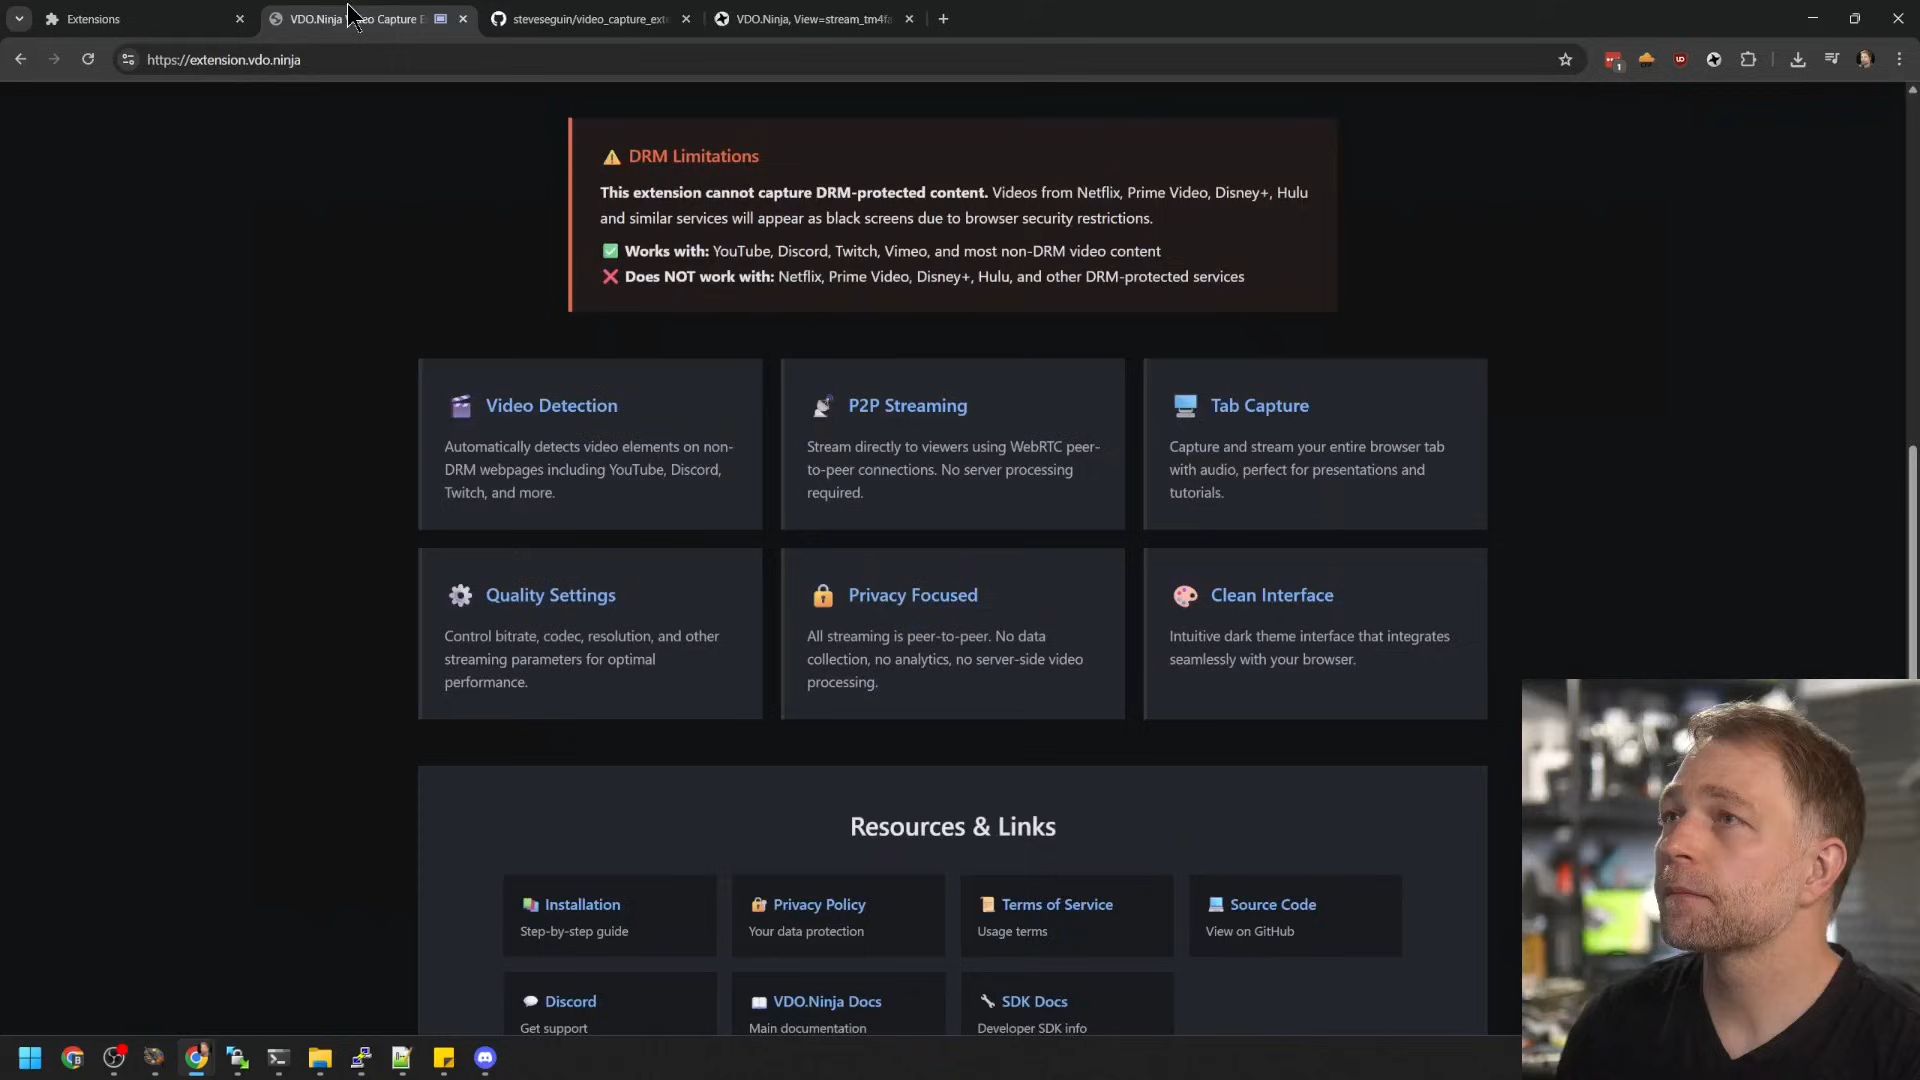 Extensions
VDO.Ninja
Capture E
steveseguin/video_capture_ext
VDO.Ninja, View=stream_tm4fa
https://extension.vdo.ninja
1
DRM Limitations
This extension cannot capture DRM-protected content. Videos from Netflix, Prime Video, Disney+, Hulu
and similar services will appear as black screens due to browser security restrictions.
✅ Works with: YouTube, Discord, Twitch, Vimeo, and most non-DRM video content
❌ Does NOT work with: Netflix, Prime Video, Disney+, Hulu, and other DRM-protected services
Video Detection
Automatically detects video elements on non-
DRM webpages including YouTube, Discord,
Twitch, and more.
P2P Streaming
Stream directly to viewers using WebRTC peer-
to-peer connections. No server processing
required.
Tab Capture
Capture and stream your entire browser tab
with audio, perfect for presentations and
tutorials.
Quality Settings
Control bitrate, codec, resolution, and other
streaming parameters for optimal
performance.
Privacy Focused
All streaming is peer-to-peer. No data
collection, no analytics, no server-side video
processing.
Clean Interface
Intuitive dark theme interface that integrates
seamlessly with your browser.
Resources & Links
Installation
Step-by-step guide
Privacy Policy
Your data protection
Terms of Service
Usage terms
Source Code
View on GitHub
Discord
Get support
VDO.Ninja Docs
Main documentation
SDK Docs
Developer SDK info